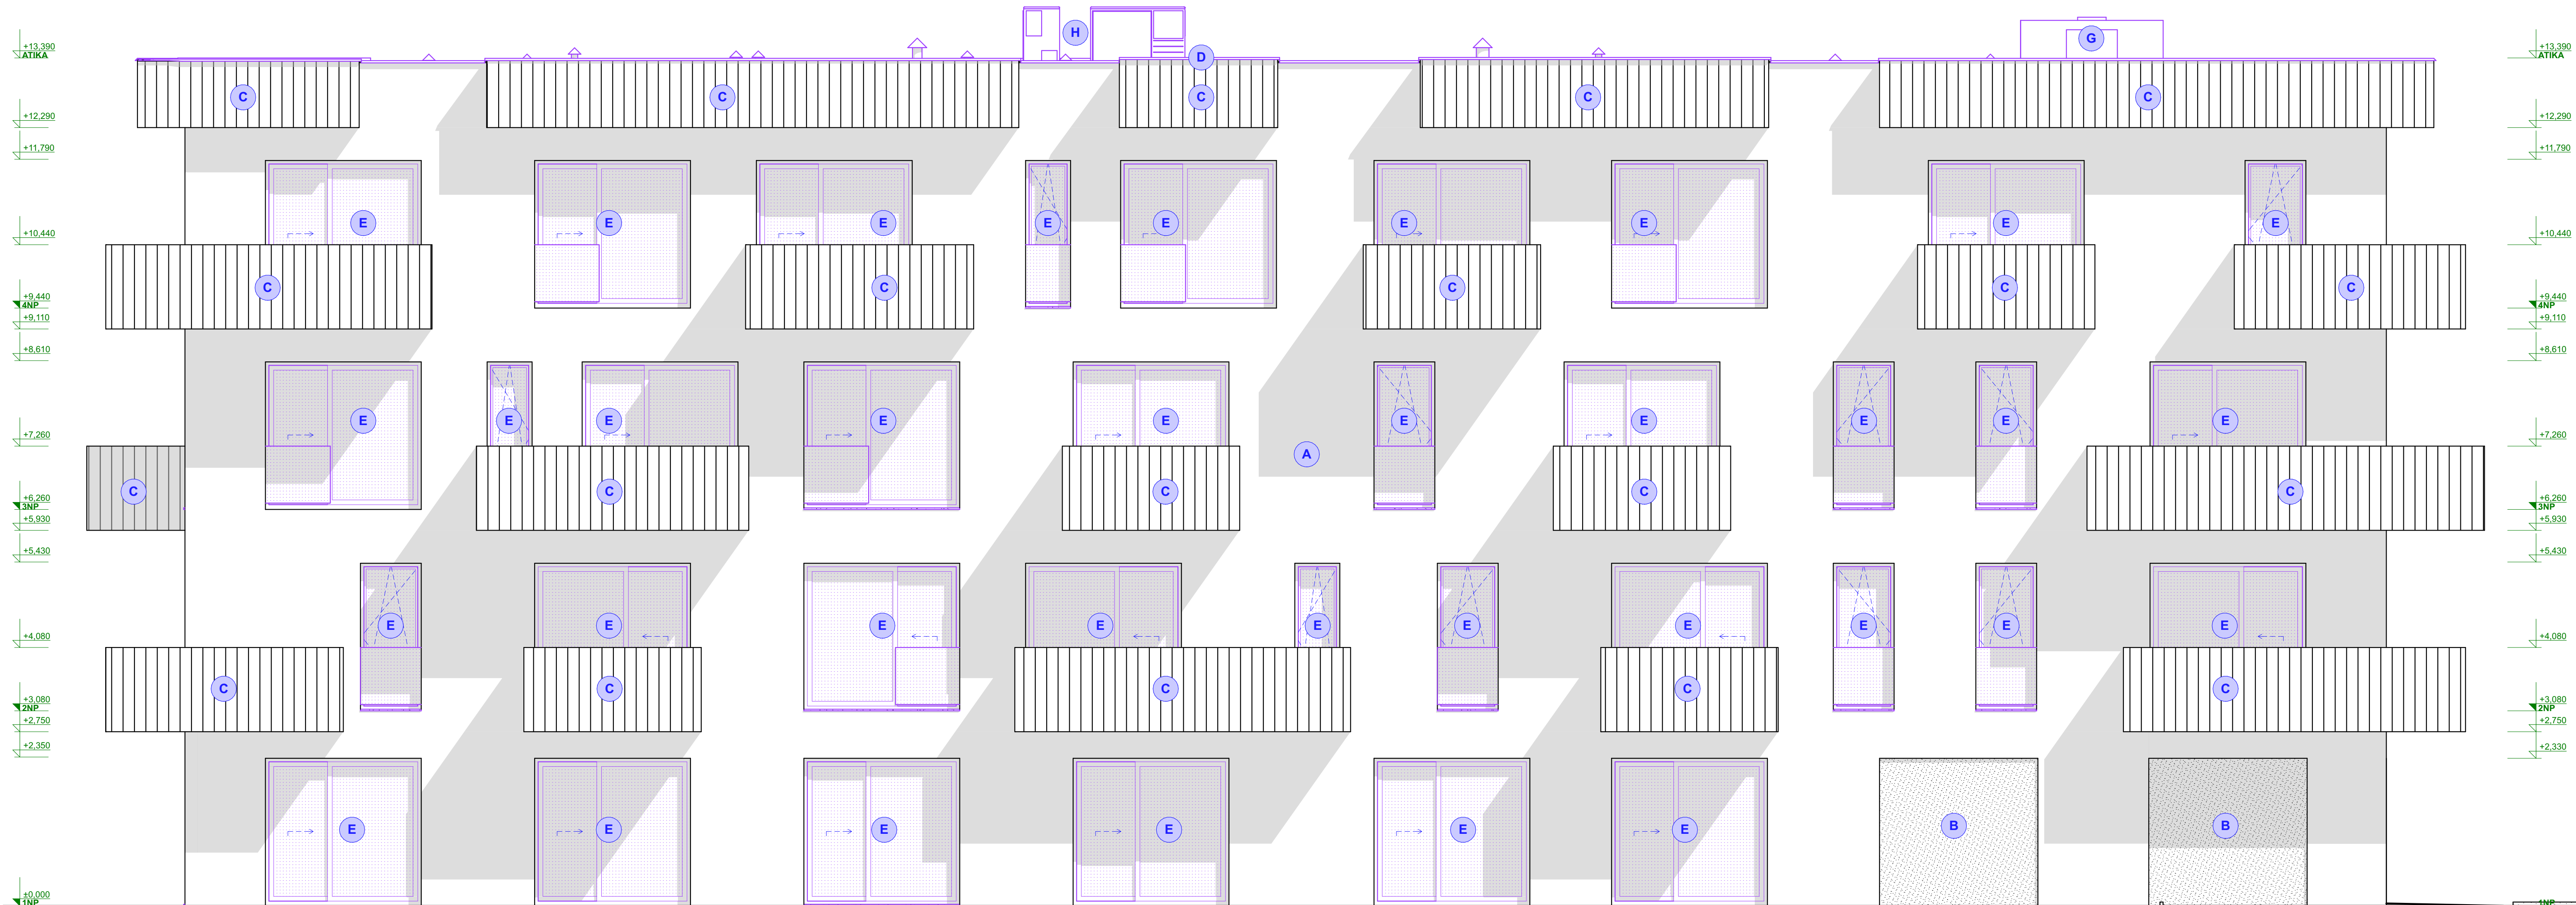 H
G
+13,390
ATIKA
D
+13,390
ATIKA
C
C
C
C
C
+12,290
+12,290
+11,790
+11,790
E
E
E
E
E
E
E
E
E
+10,440
+10,440
C
C
C
C
C
+9,440
4NP
+9,440
4NP
+9,110
+9,110
+8,610
+8,610
E
E
E
E
E
E
E
E
E
E
+7,260
+7,260
A
C
C
C
C
C
+6,260
3NP
+6,260
3NP
+5,930
+5,930
+5,430
+5,430
E
E
E
E
E
E
E
E
E
E
+4,080
+4,080
C
C
C
C
C
+3,080
2NP
+3,080
2NP
+2,750
+2,750
+2,350
+2,330
E
E
E
E
E
E
B
B
±0,000
1NP
1NP